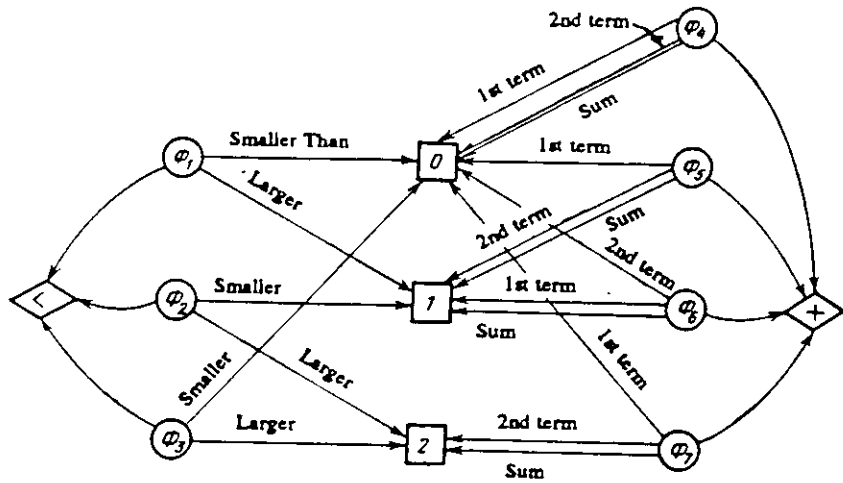 2nd term
Φ4
1st term
Sum
Smaller Than
Φ1
0
1st term
Φ5
Larger
2nd term
Sum
2nd term
<
Φ2
Smaller
1
1st term
Φ6
+
Sum
Larger
1st term
Smaller
Φ3
Larger
2
2nd term
Φ7
Sum